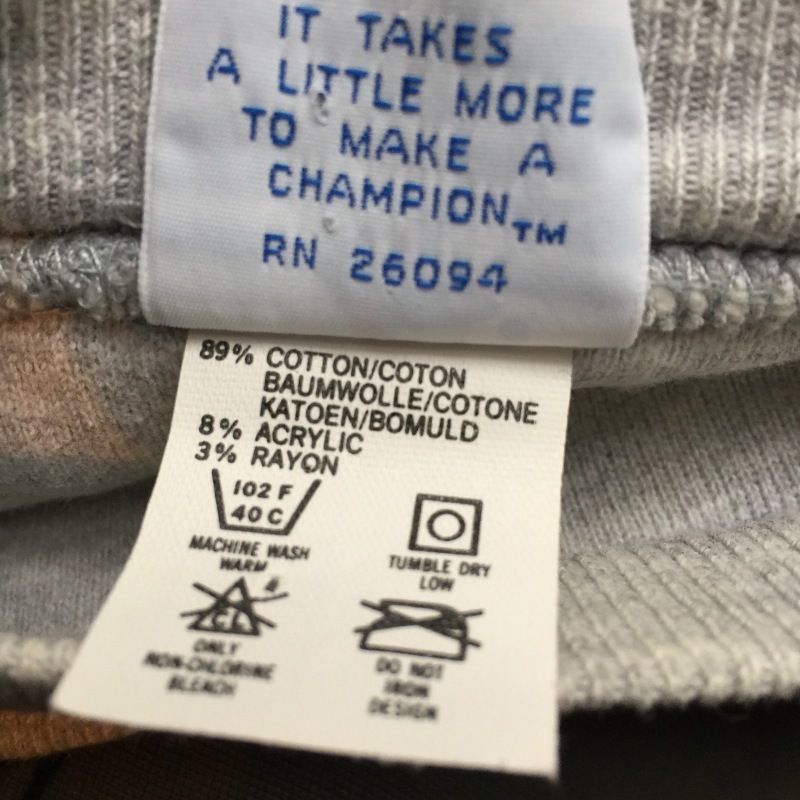 IT TAKES
A LITTLE MORE
TO MAKE A
CHAMPION™
RN 26094
89% COTTON/COTON
BAUMWOLLE/COTONE
KATOEN/BOMULD
8% ACRYLIC
3% RAYON
102 F
40 C
MACHINE WASH
WARM
TUMBLE DRY
LOW
CL
ONLY
NON-CHLORINE
BLEACH
DO NOT
IRON
DESIGN